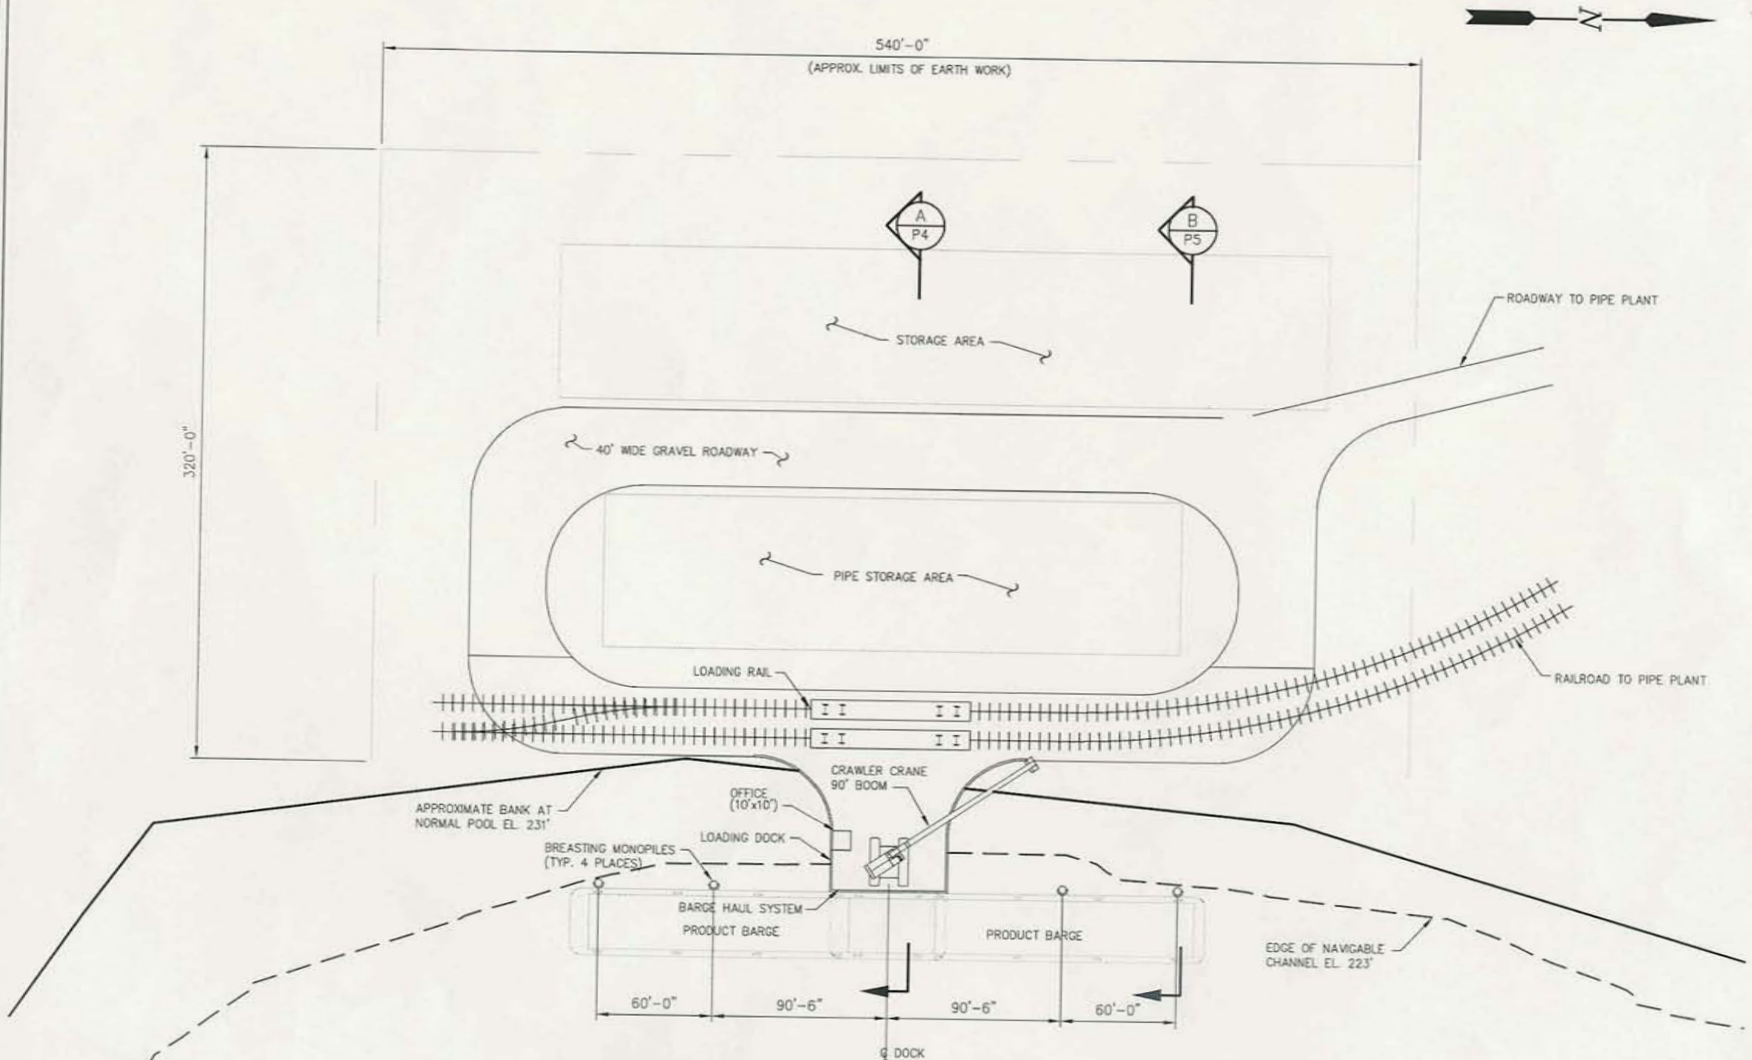 N
540'-0"
(APPROX. LIMITS OF EARTH WORK)
A
P4
B
P5
ROADWAY TO PIPE PLANT
STORAGE AREA
320'-0"
40' WIDE GRAVEL ROADWAY
PIPE STORAGE AREA
LOADING RAIL
RAILROAD TO PIPE PLANT
CRAWLER CRANE
90' BOOM
OFFICE
(10'x10')
APPROXIMATE BANK AT
NORMAL POOL EL. 231'
LOADING DOCK
BREASTING MONOPILES
(TYP. 4 PLACES)
BARGE HAUL SYSTEM
PRODUCT BARGE
PRODUCT BARGE
EDGE OF NAVIGABLE
CHANNEL EL. 223'
60'-0"
90'-6"
90'-6"
60'-0"
℄ DOCK